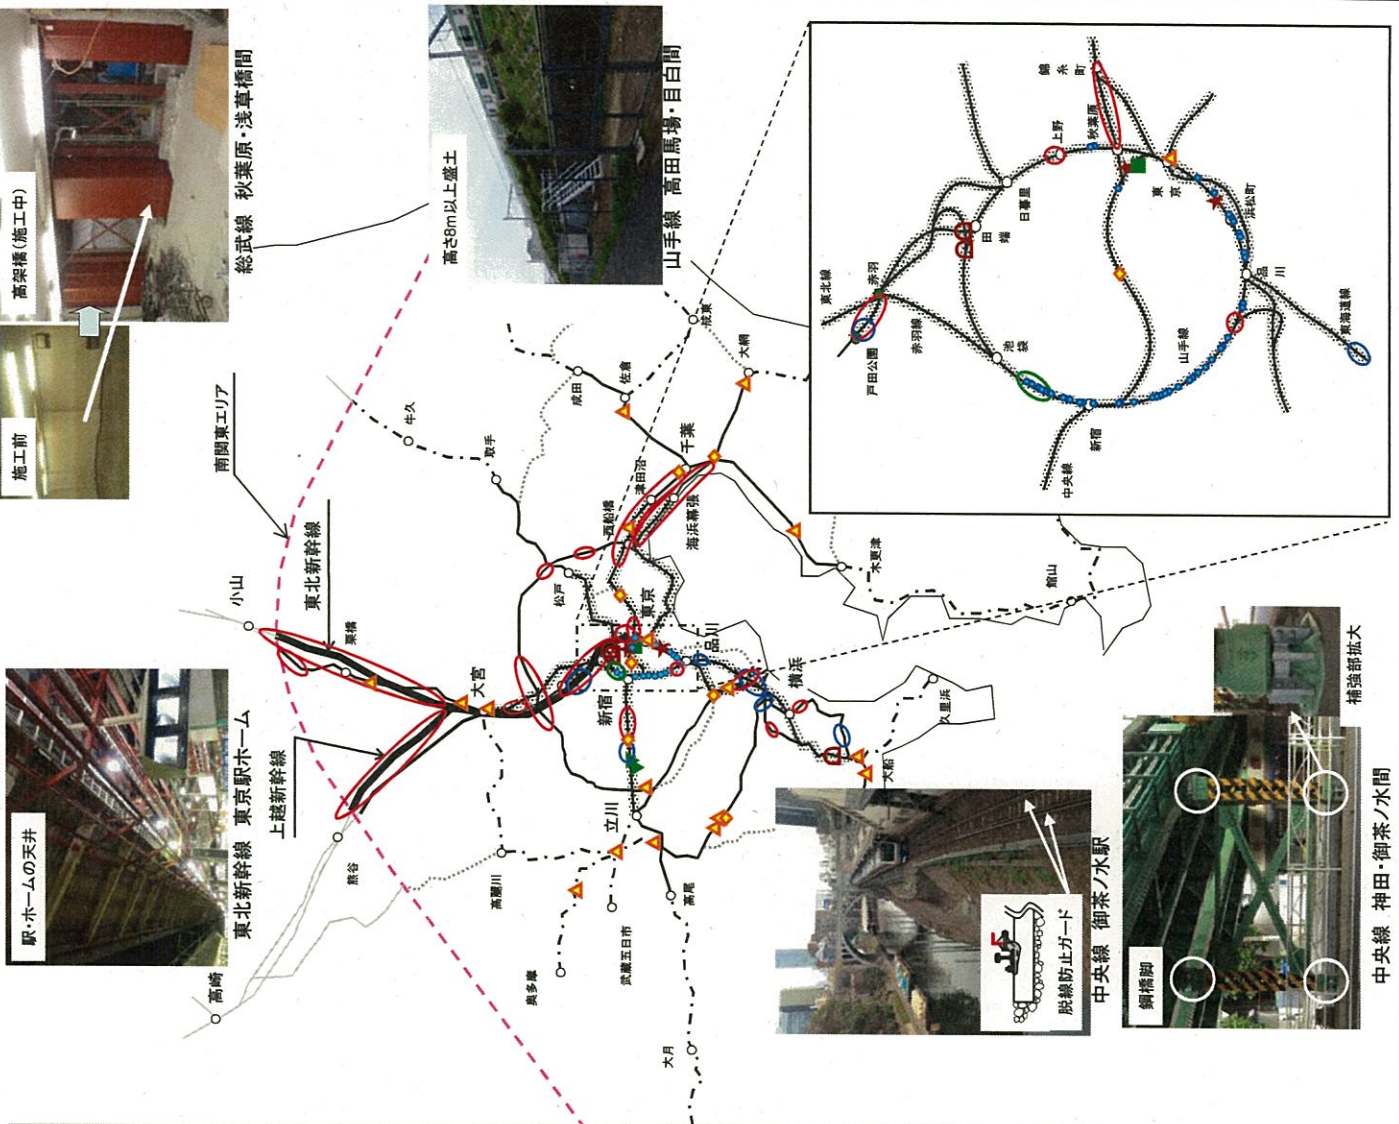 施工前
高架橋(施工中)
総武線 秋葉原・浅草橋間
高さ8m以上盛土
山手線 高田馬場・目白間
駅・ホームの天井
東北新幹線 東京駅ホーム
脱線防止ガード
中央線 御茶ノ水駅
鋼橋脚
補強部拡大
中央線 神田・御茶ノ水間
南関東エリア
東北新幹線
上越新幹線
小山
栗橋
大宮
熊谷
高崎
牛久
取手
成田
佐倉
成東
大網
千葉
津田沼
西船橋
海浜幕張
松戸
東京
品川
新宿
横浜
木更津
館山
久里浜
大船
立川
高麗川
高尾
武蔵五日市
奥多摩
大月
錦糸町
秋葉原
上野
東京
浜松町
日暮里
田端
東北線
赤羽
戸田公園
赤羽線
池袋
品川
山手線
東海道線
新宿
中央線